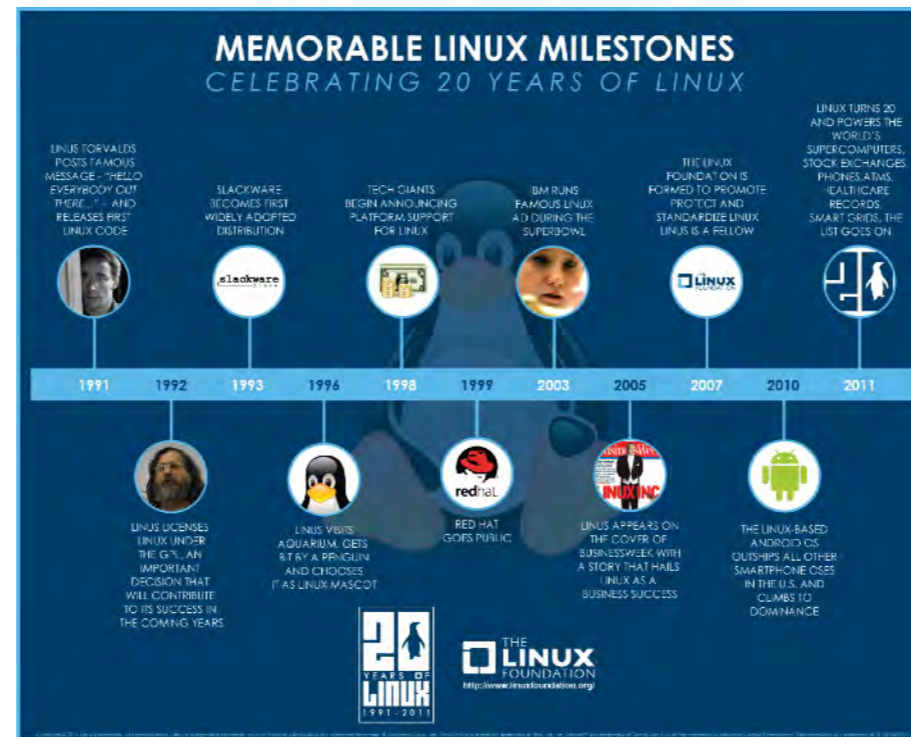 MEMORABLE LINUX MILESTONES
CELEBRATING 20 YEARS OF LINUX
LINUS TORVALDS
POSTS FAMOUS
MESSAGE - "HELLO
EVERYBODY OUT
THERE..." - AND
RELEASES FIRST
LINUX CODE
SLACKWARE
BECOMES FIRST
WIDELY ADOPTED
DISTRIBUTION
slackware
TECH GIANTS
BEGIN ANNOUNCING
PLATFORM SUPPORT
FOR LINUX
IBM RUNS
FAMOUS LINUX
AD DURING THE
SUPERBOWL
THE LINUX
FOUNDATION IS
FORMED TO PROMOTE
PROTECT AND
STANDARDIZE LINUX
LINUS IS A FELLOW
THE
LINUX
FOUNDATION
LINUX TURNS 20
AND POWERS THE
WORLD'S
SUPERCOMPUTERS,
STOCK EXCHANGES,
PHONES, ATMS,
HEALTHCARE
RECORDS,
SMART GRIDS, THE
LIST GOES ON
1991 1992 1993 1996 1998 1999 2003 2005 2007 2010 2011
LINUS LICENSES
LINUX UNDER
THE GPL, AN
IMPORTANT
DECISION THAT
WILL CONTRIBUTE
TO ITS SUCCESS IN
THE COMING YEARS
LINUS VISITS
AQUARIUM, GETS
BIT BY A PENGUIN
AND CHOOSES
IT AS LINUX MASCOT
redhat
RED HAT
GOES PUBLIC
LINUX INC
LINUS APPEARS ON
THE COVER OF
BUSINESSWEEK WITH
A STORY THAT HAILS
LINUX AS A
BUSINESS SUCCESS
THE LINUX-BASED
ANDROID OS
OUTSHIPS ALL OTHER
SMARTPHONE OSES
IN THE U.S. AND
CLIMBS TO
DOMINANCE
20
YEARS OF
LINUX
1991-2011
THE
LINUX
FOUNDATION
http://www.linuxfoundation.org/